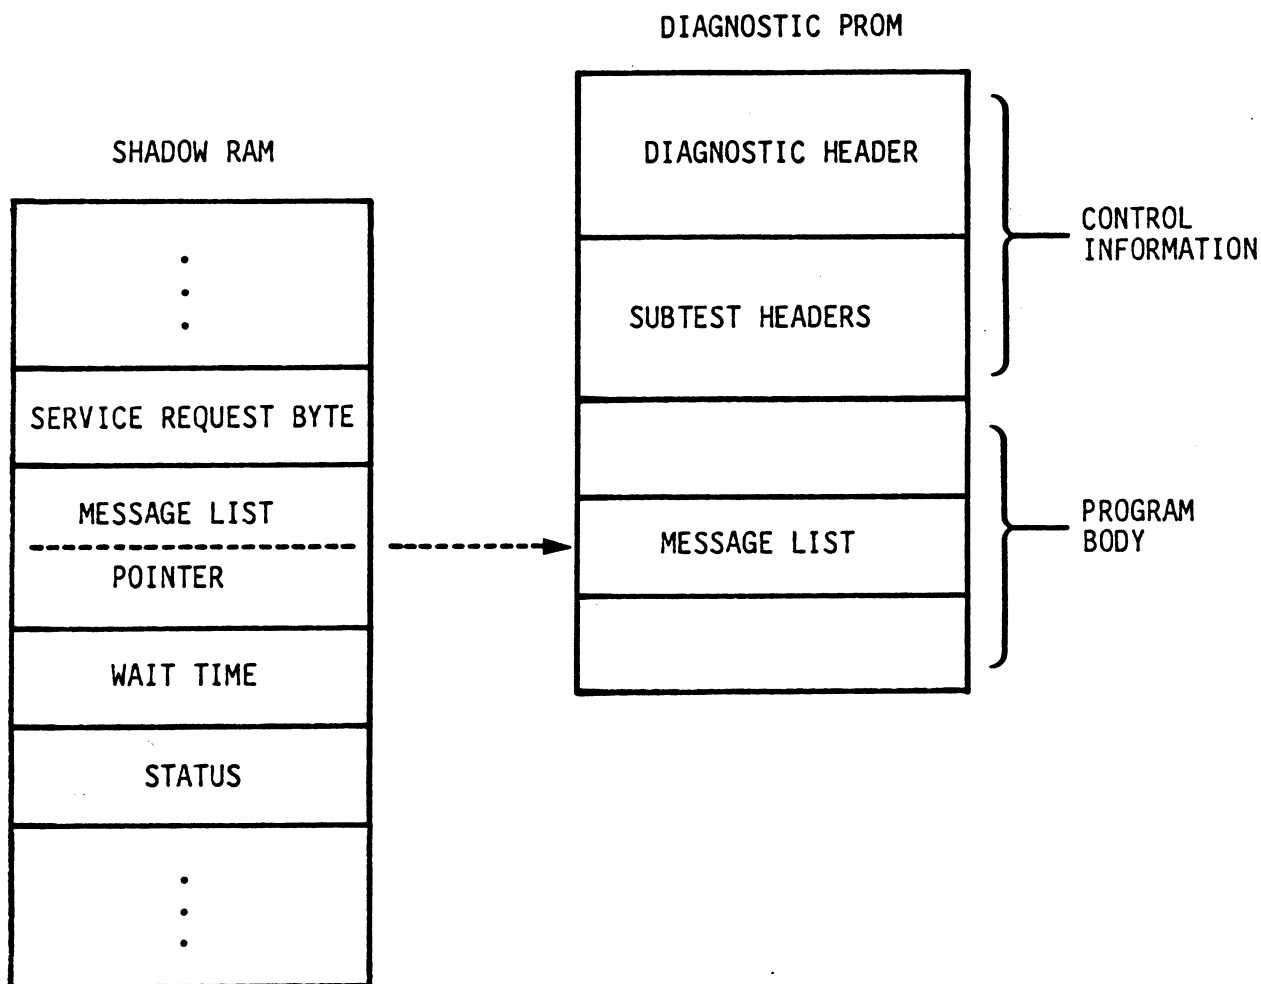 DIAGNOSTIC PROM
SHADOW RAM
DIAGNOSTIC HEADER
CONTROL
INFORMATION
SUBTEST HEADERS
SERVICE REQUEST BYTE
MESSAGE LIST
POINTER
MESSAGE LIST
PROGRAM
BODY
WAIT TIME
STATUS